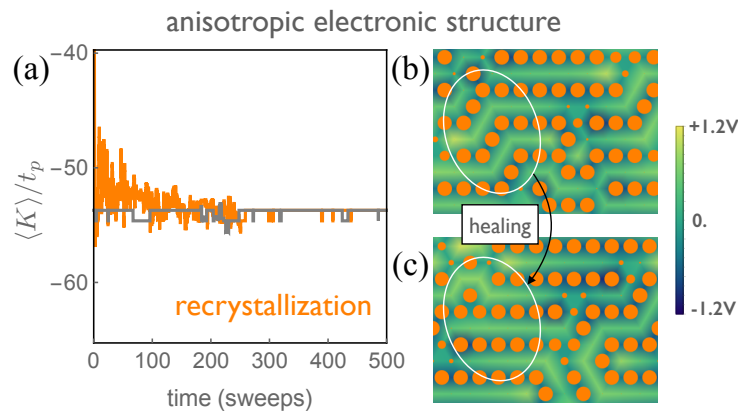 anisotropic electronic structure
(a)
−40
−50
−60
⟨K⟩/tₚ
0
100
200
300
400
500
time (sweeps)
recrystallization
(b)
healing
(c)
+1.2V
0.
-1.2V